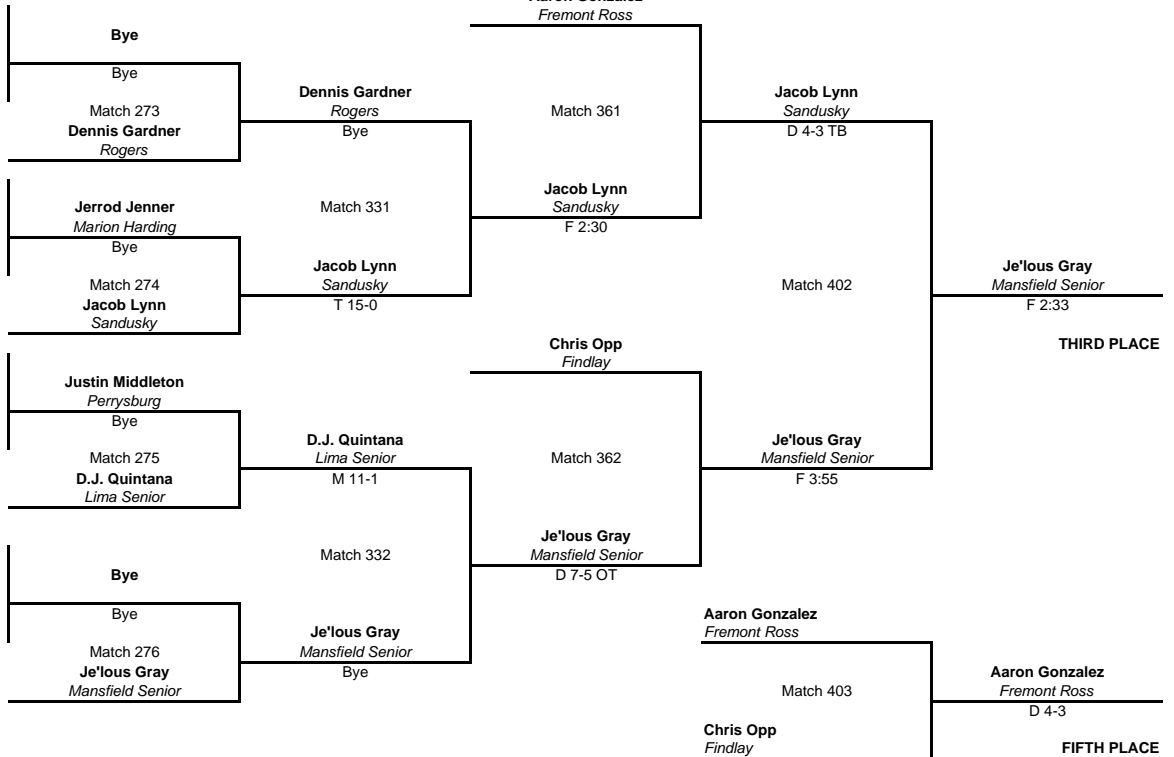 Aaron Gonzalez
Fremont Ross
Bye
Bye
Match 273
Dennis Gardner
Rogers
Dennis Gardner
Rogers
Bye
Match 361
Jacob Lynn
Sandusky
D 4-3 TB
Jerrod Jenner
Marion Harding
Bye
Match 331
Jacob Lynn
Sandusky
F 2:30
Match 274
Jacob Lynn
Sandusky
Jacob Lynn
Sandusky
T 15-0
Match 402
Je'lous Gray
Mansfield Senior
F 2:33
THIRD PLACE
Chris Opp
Findlay
Justin Middleton
Perrysburg
Bye
Match 275
D.J. Quintana
Lima Senior
D.J. Quintana
Lima Senior
M 11-1
Match 362
Je'lous Gray
Mansfield Senior
F 3:55
Match 332
Je'lous Gray
Mansfield Senior
D 7-5 OT
Bye
Bye
Match 276
Je'lous Gray
Mansfield Senior
Je'lous Gray
Mansfield Senior
Bye
Aaron Gonzalez
Fremont Ross
Match 403
Aaron Gonzalez
Fremont Ross
D 4-3
Chris Opp
Findlay
FIFTH PLACE